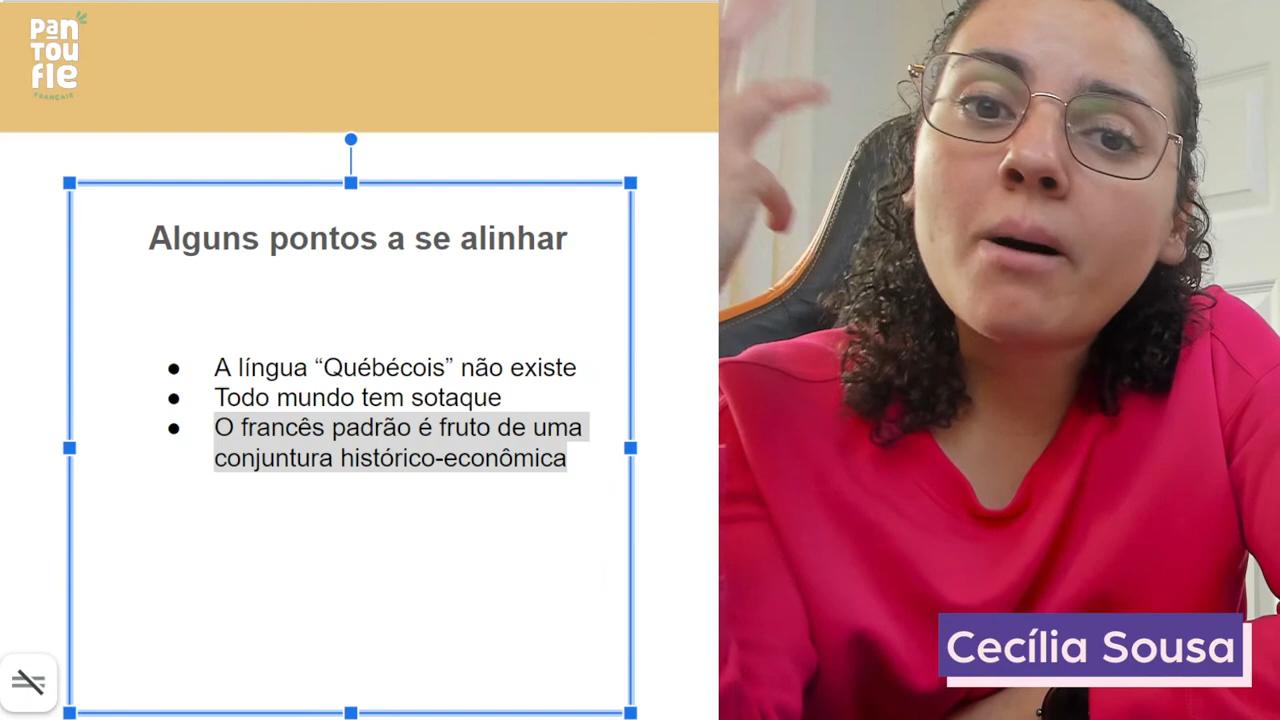 Pan
TOU
fle
FRANÇAIS
Alguns pontos a se alinhar
● A língua “Québécois” não existe
● Todo mundo tem sotaque
● O francês padrão é fruto de uma
conjuntura histórico-econômica
Cecília Sousa